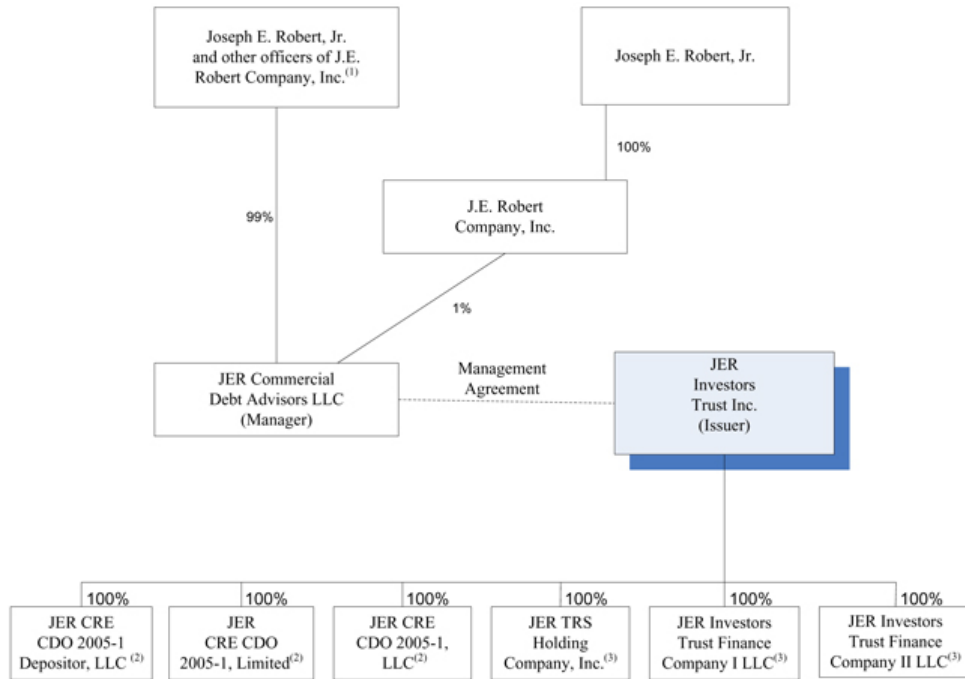 Joseph E. Robert, Jr.
and other officers of J.E.
Robert Company, Inc.(1)
Joseph E. Robert, Jr.
100%
J.E. Robert
Company, Inc.
99%
1%
JER Commercial
Debt Advisors LLC
(Manager)
Management
Agreement
JER
Investors
Trust Inc.
(Issuer)
100%
JER CRE
CDO 2005-1
Depositor, LLC (2)
100%
JER
CRE CDO
2005-1, Limited(2)
100%
JER CRE
CDO 2005-1,
LLC(2)
100%
JER TRS
Holding
Company, Inc.(3)
100%
JER Investors
Trust Finance
Company I LLC(3)
100%
JER Investors
Trust Finance
Company II LLC(3)